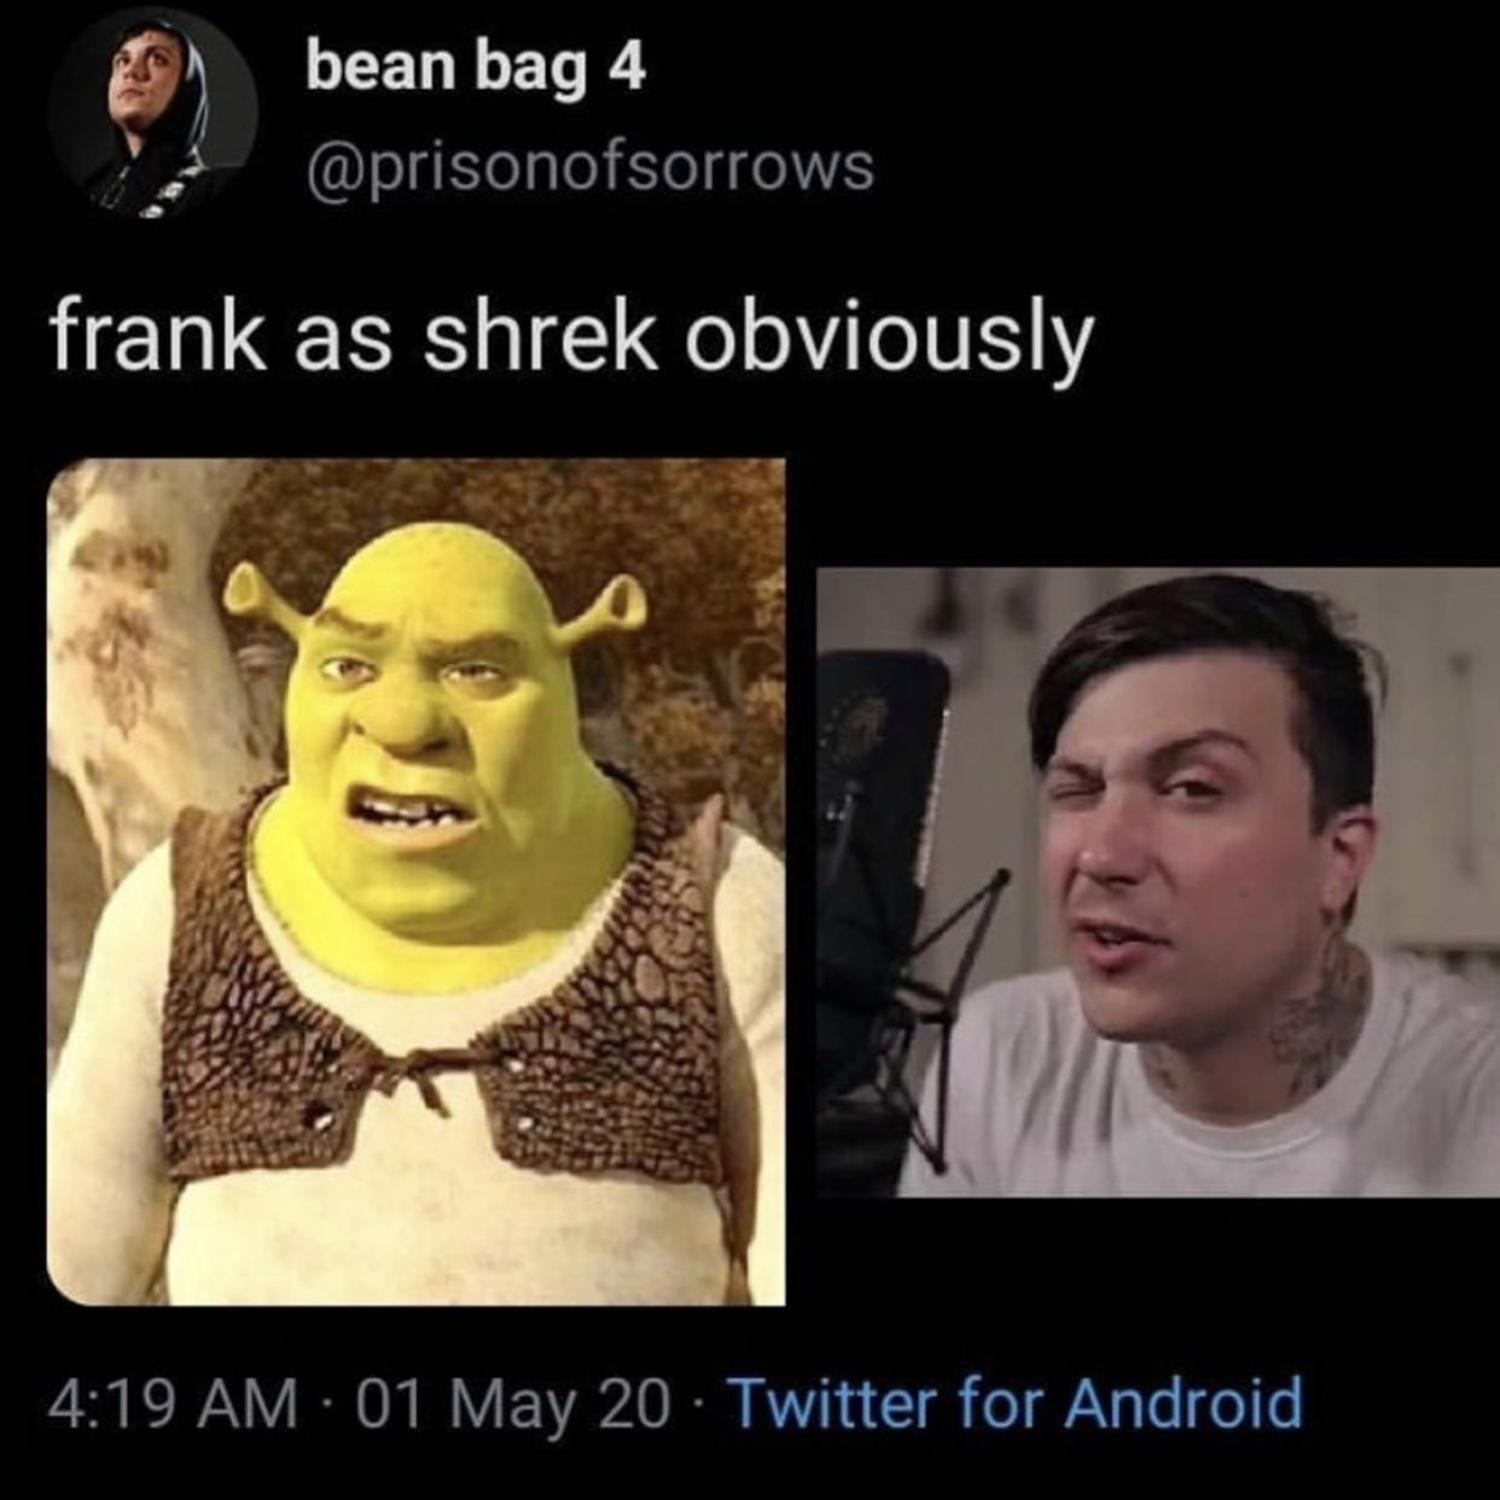 bean bag 4
@prisonofsorrows
frank as shrek obviously
4:19 AM · 01 May 20 · Twitter for Android